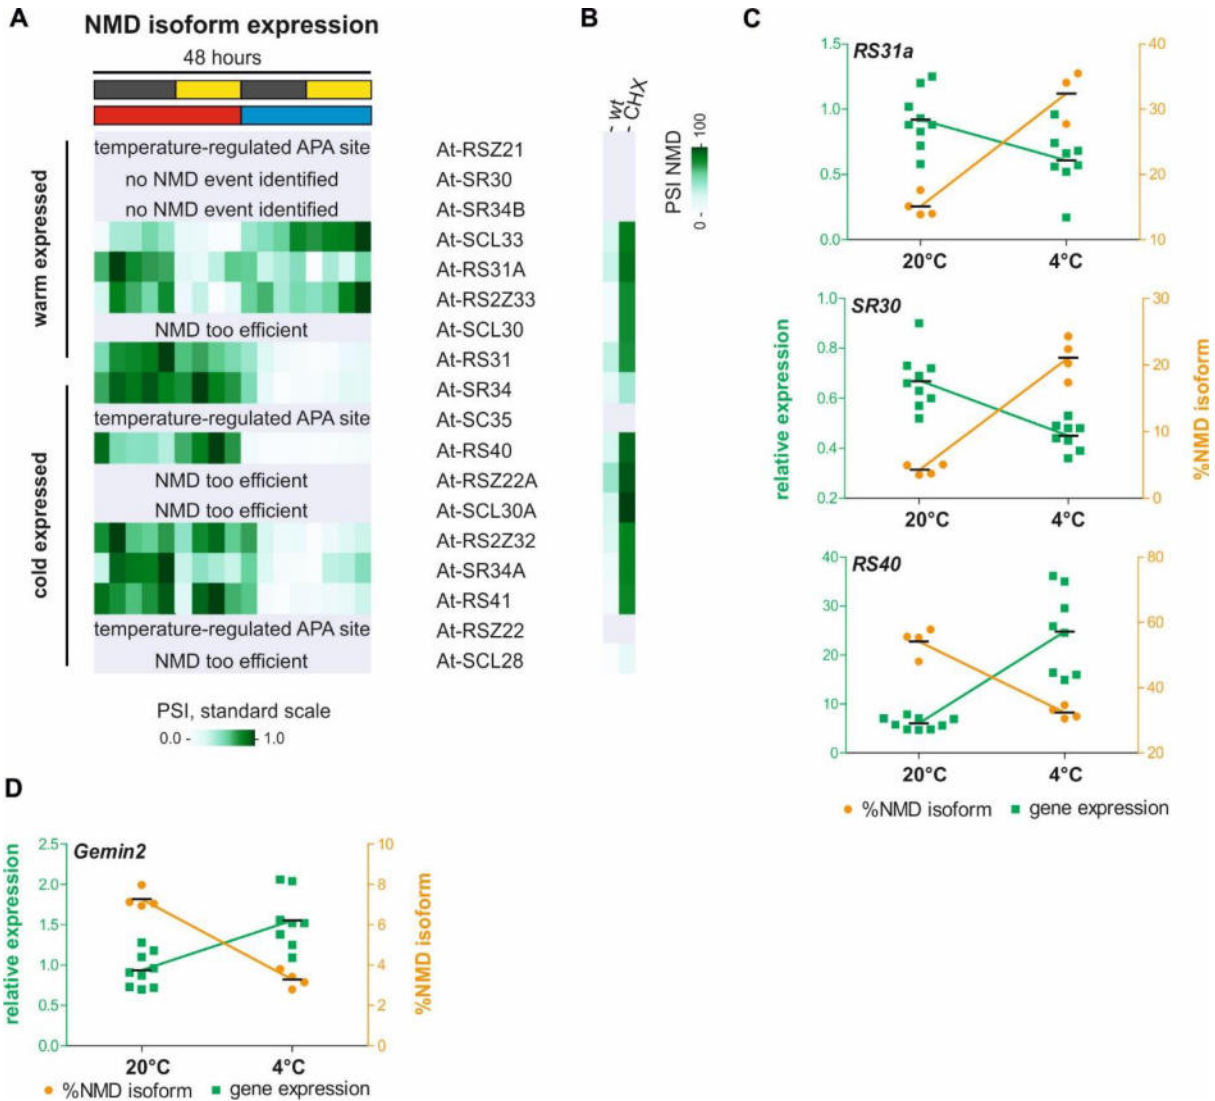 A
NMD isoform expression
48 hours
warm expressed
cold expressed
temperature-regulated APA site
no NMD event identified
no NMD event identified
NMD too efficient
temperature-regulated APA site
NMD too efficient
NMD too efficient
temperature-regulated APA site
NMD too efficient
At-RSZ21
At-SR30
At-SR34B
At-SCL33
At-RS31A
At-RS2Z33
At-SCL30
At-RS31
At-SR34
At-SC35
At-RS40
At-RSZ22A
At-SCL30A
At-RS2Z32
At-SR34A
At-RS41
At-RSZ22
At-SCL28
PSI, standard scale
0.0 - - 1.0
B
- wt
- CHX
PSI NMD
0 - - 100
C
RS31a
1.5
1.0
0.5
0.0
40
30
20
10
20°C 4°C
SR30
relative expression
1.0
0.8
0.6
0.4
0.2
30
20
10
0
%NMD isoform
20°C 4°C
RS40
40
30
20
10
0
80
60
40
20
20°C 4°C
%NMD isoform gene expression
D
Gemin2
relative expression
2.5
2.0
1.5
1.0
0.5
0.0
10
8
6
4
2
0
%NMD isoform
20°C 4°C
%NMD isoform gene expression